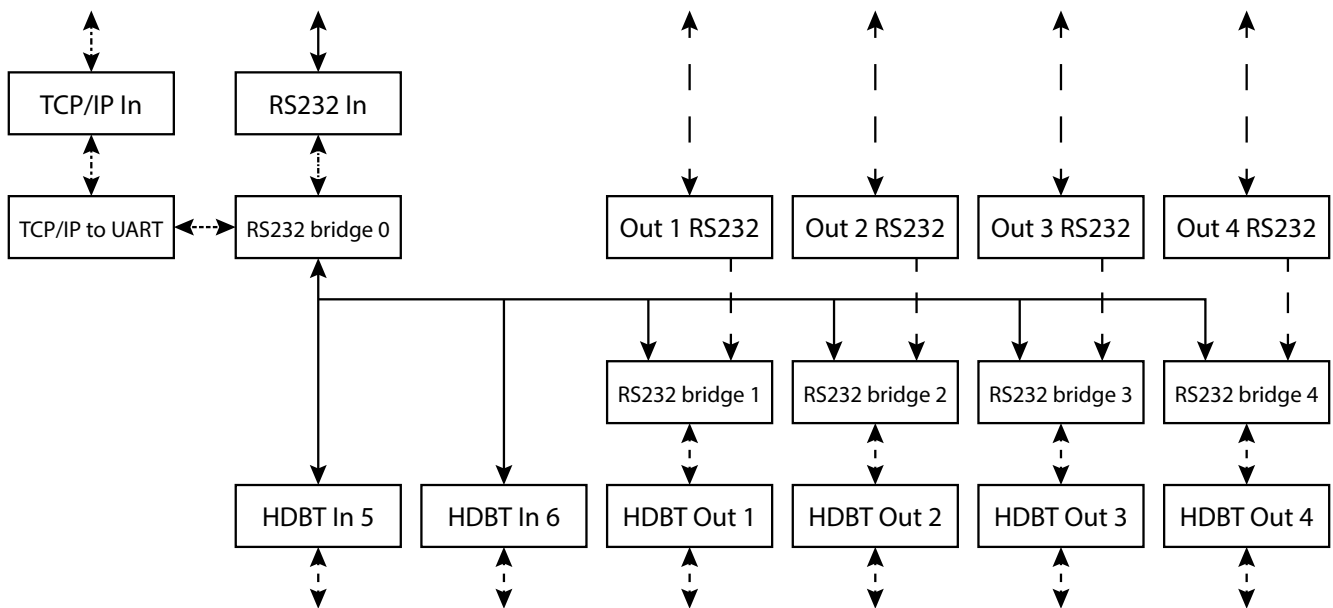 TCP/IP In
RS232 In
TCP/IP to UART
RS232 bridge 0
Out 1 RS232
Out 2 RS232
Out 3 RS232
Out 4 RS232
RS232 bridge 1
RS232 bridge 2
RS232 bridge 3
RS232 bridge 4
HDBT In 5
HDBT In 6
HDBT Out 1
HDBT Out 2
HDBT Out 3
HDBT Out 4